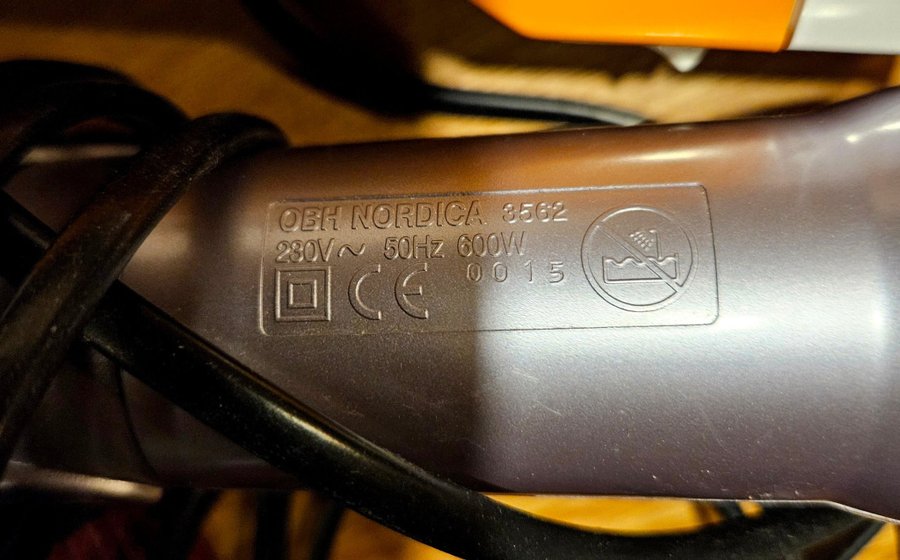 OBH NORDICA 3562
230V~ 50Hz 600W
CE 0015